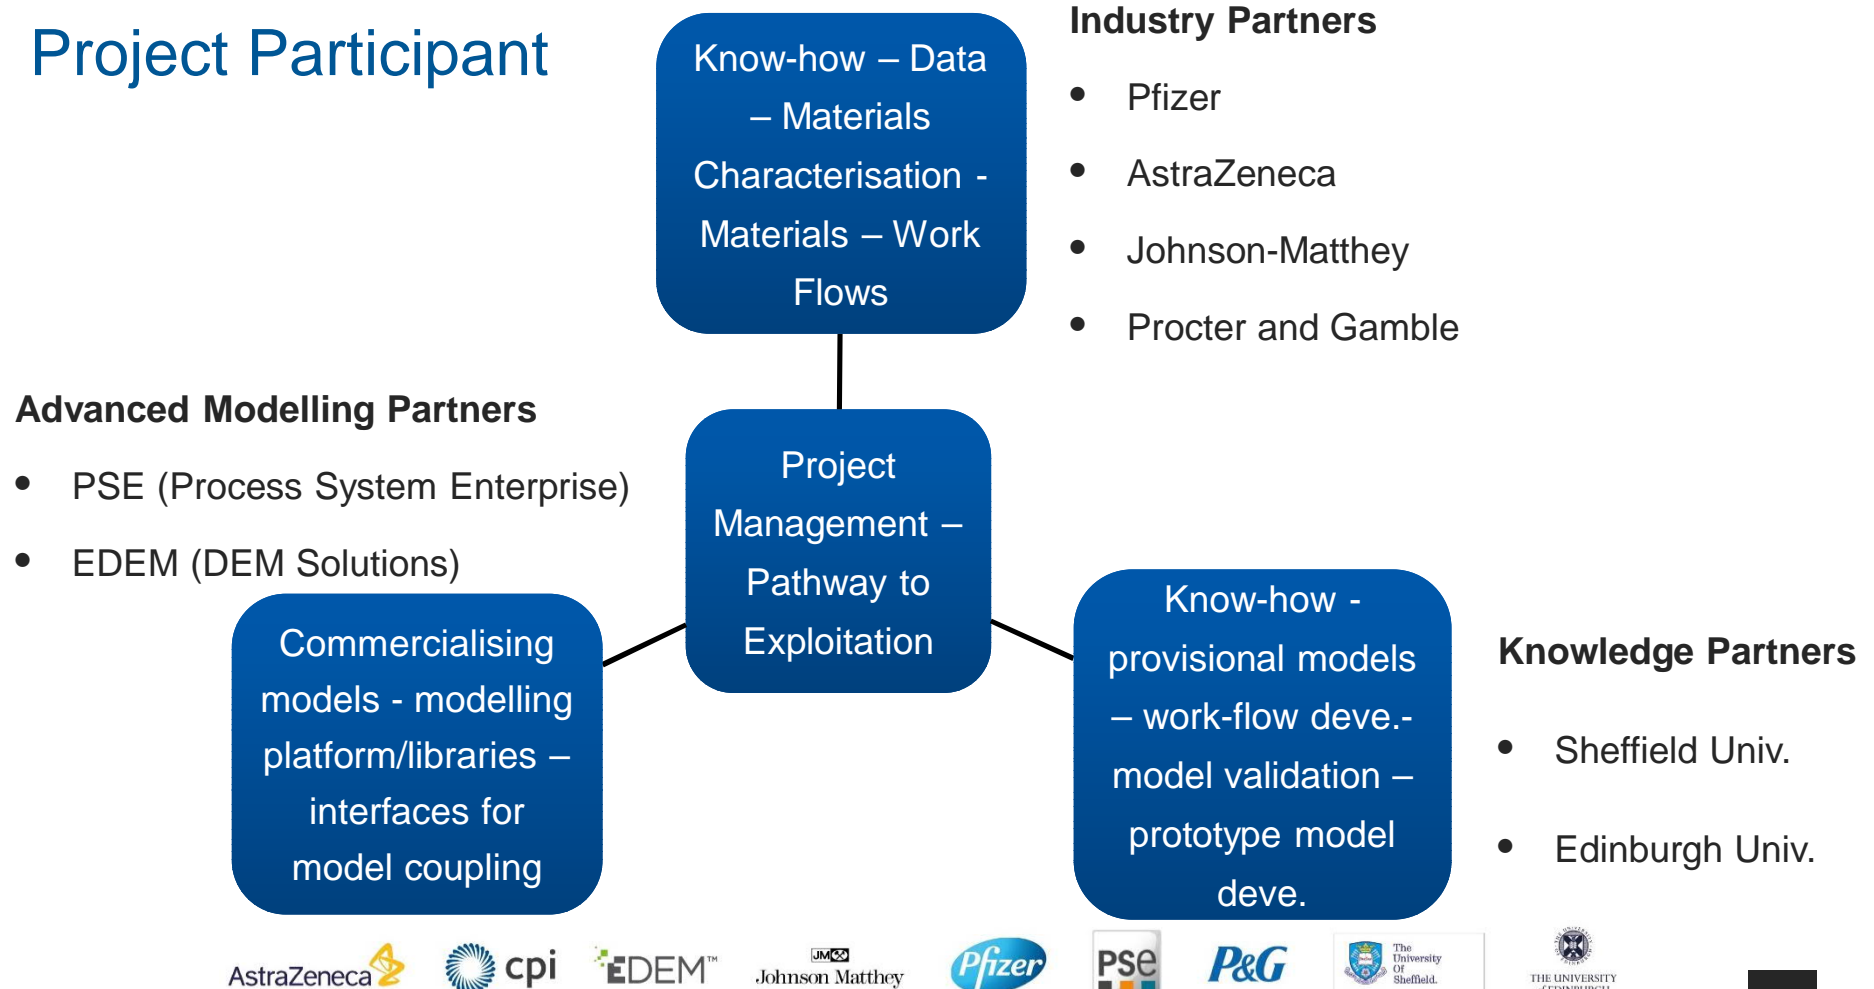 Project Participant
Know-how – Data
– Materials
Characterisation -
Materials – Work
Flows
Industry Partners
• Pfizer
• AstraZeneca
• Johnson-Matthey
• Procter and Gamble
Advanced Modelling Partners
• PSE (Process System Enterprise)
• EDEM (DEM Solutions)
Project
Management –
Pathway to
Exploitation
Commercialising
models - modelling
platform/libraries –
interfaces for
model coupling
Know-how -
provisional models
– work-flow deve.-
model validation –
prototype model
deve.
Knowledge Partners
• Sheffield Univ.
• Edinburgh Univ.
AstraZeneca
cpi
EDEM™
JM
Johnson Matthey
Pfizer
PSe
P&G
The
University
Of
Sheffield.
THE UNIVERSITY
of EDINBURGH